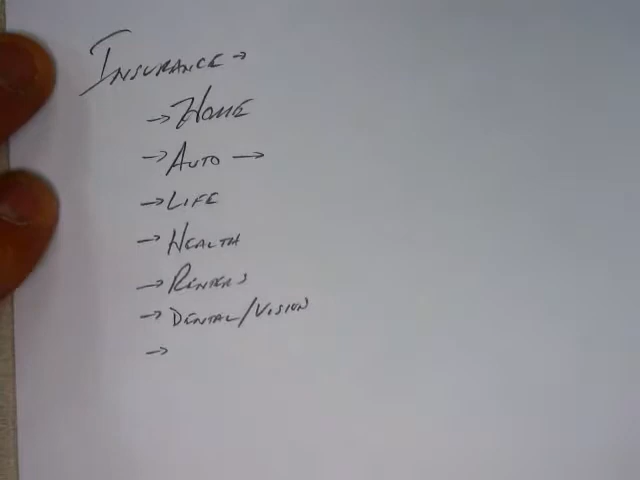 INSURANCE →
→ HOME
→ AUTO →
→ LIFE
→ HEALTH
→ RENTERS
→ DENTAL/VISION
→